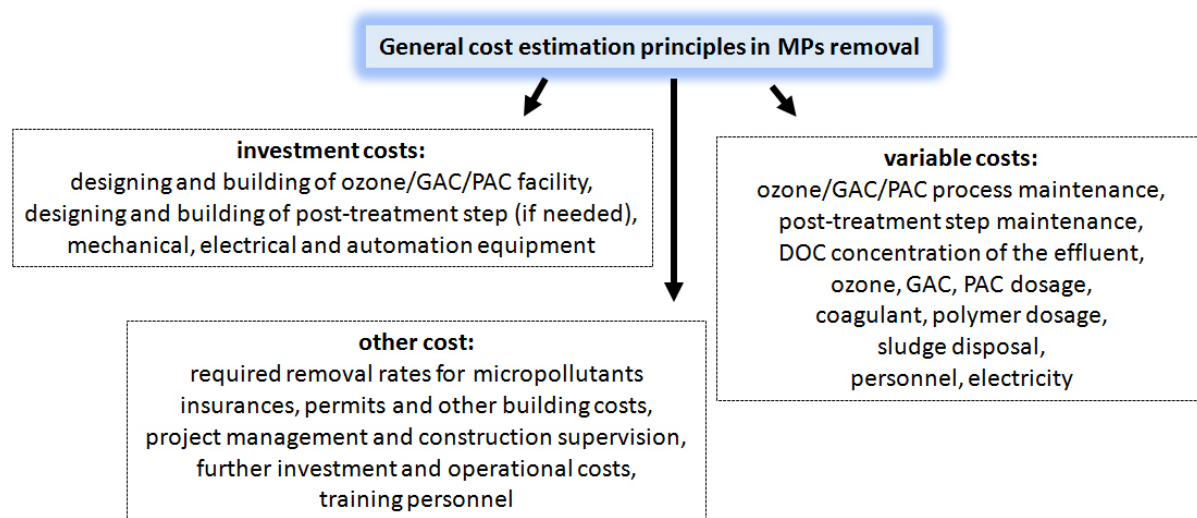 General cost estimation principles in MPs removal
investment costs:
designing and building of ozone/GAC/PAC facility,
designing and building of post-treatment step (if needed),
mechanical, electrical and automation equipment
variable costs:
ozone/GAC/PAC process maintenance,
post-treatment step maintenance,
DOC concentration of the effluent,
ozone, GAC, PAC dosage,
coagulant, polymer dosage,
sludge disposal,
personnel, electricity
other cost:
required removal rates for micropollutants
insurances, permits and other building costs,
project management and construction supervision,
further investment and operational costs,
training personnel